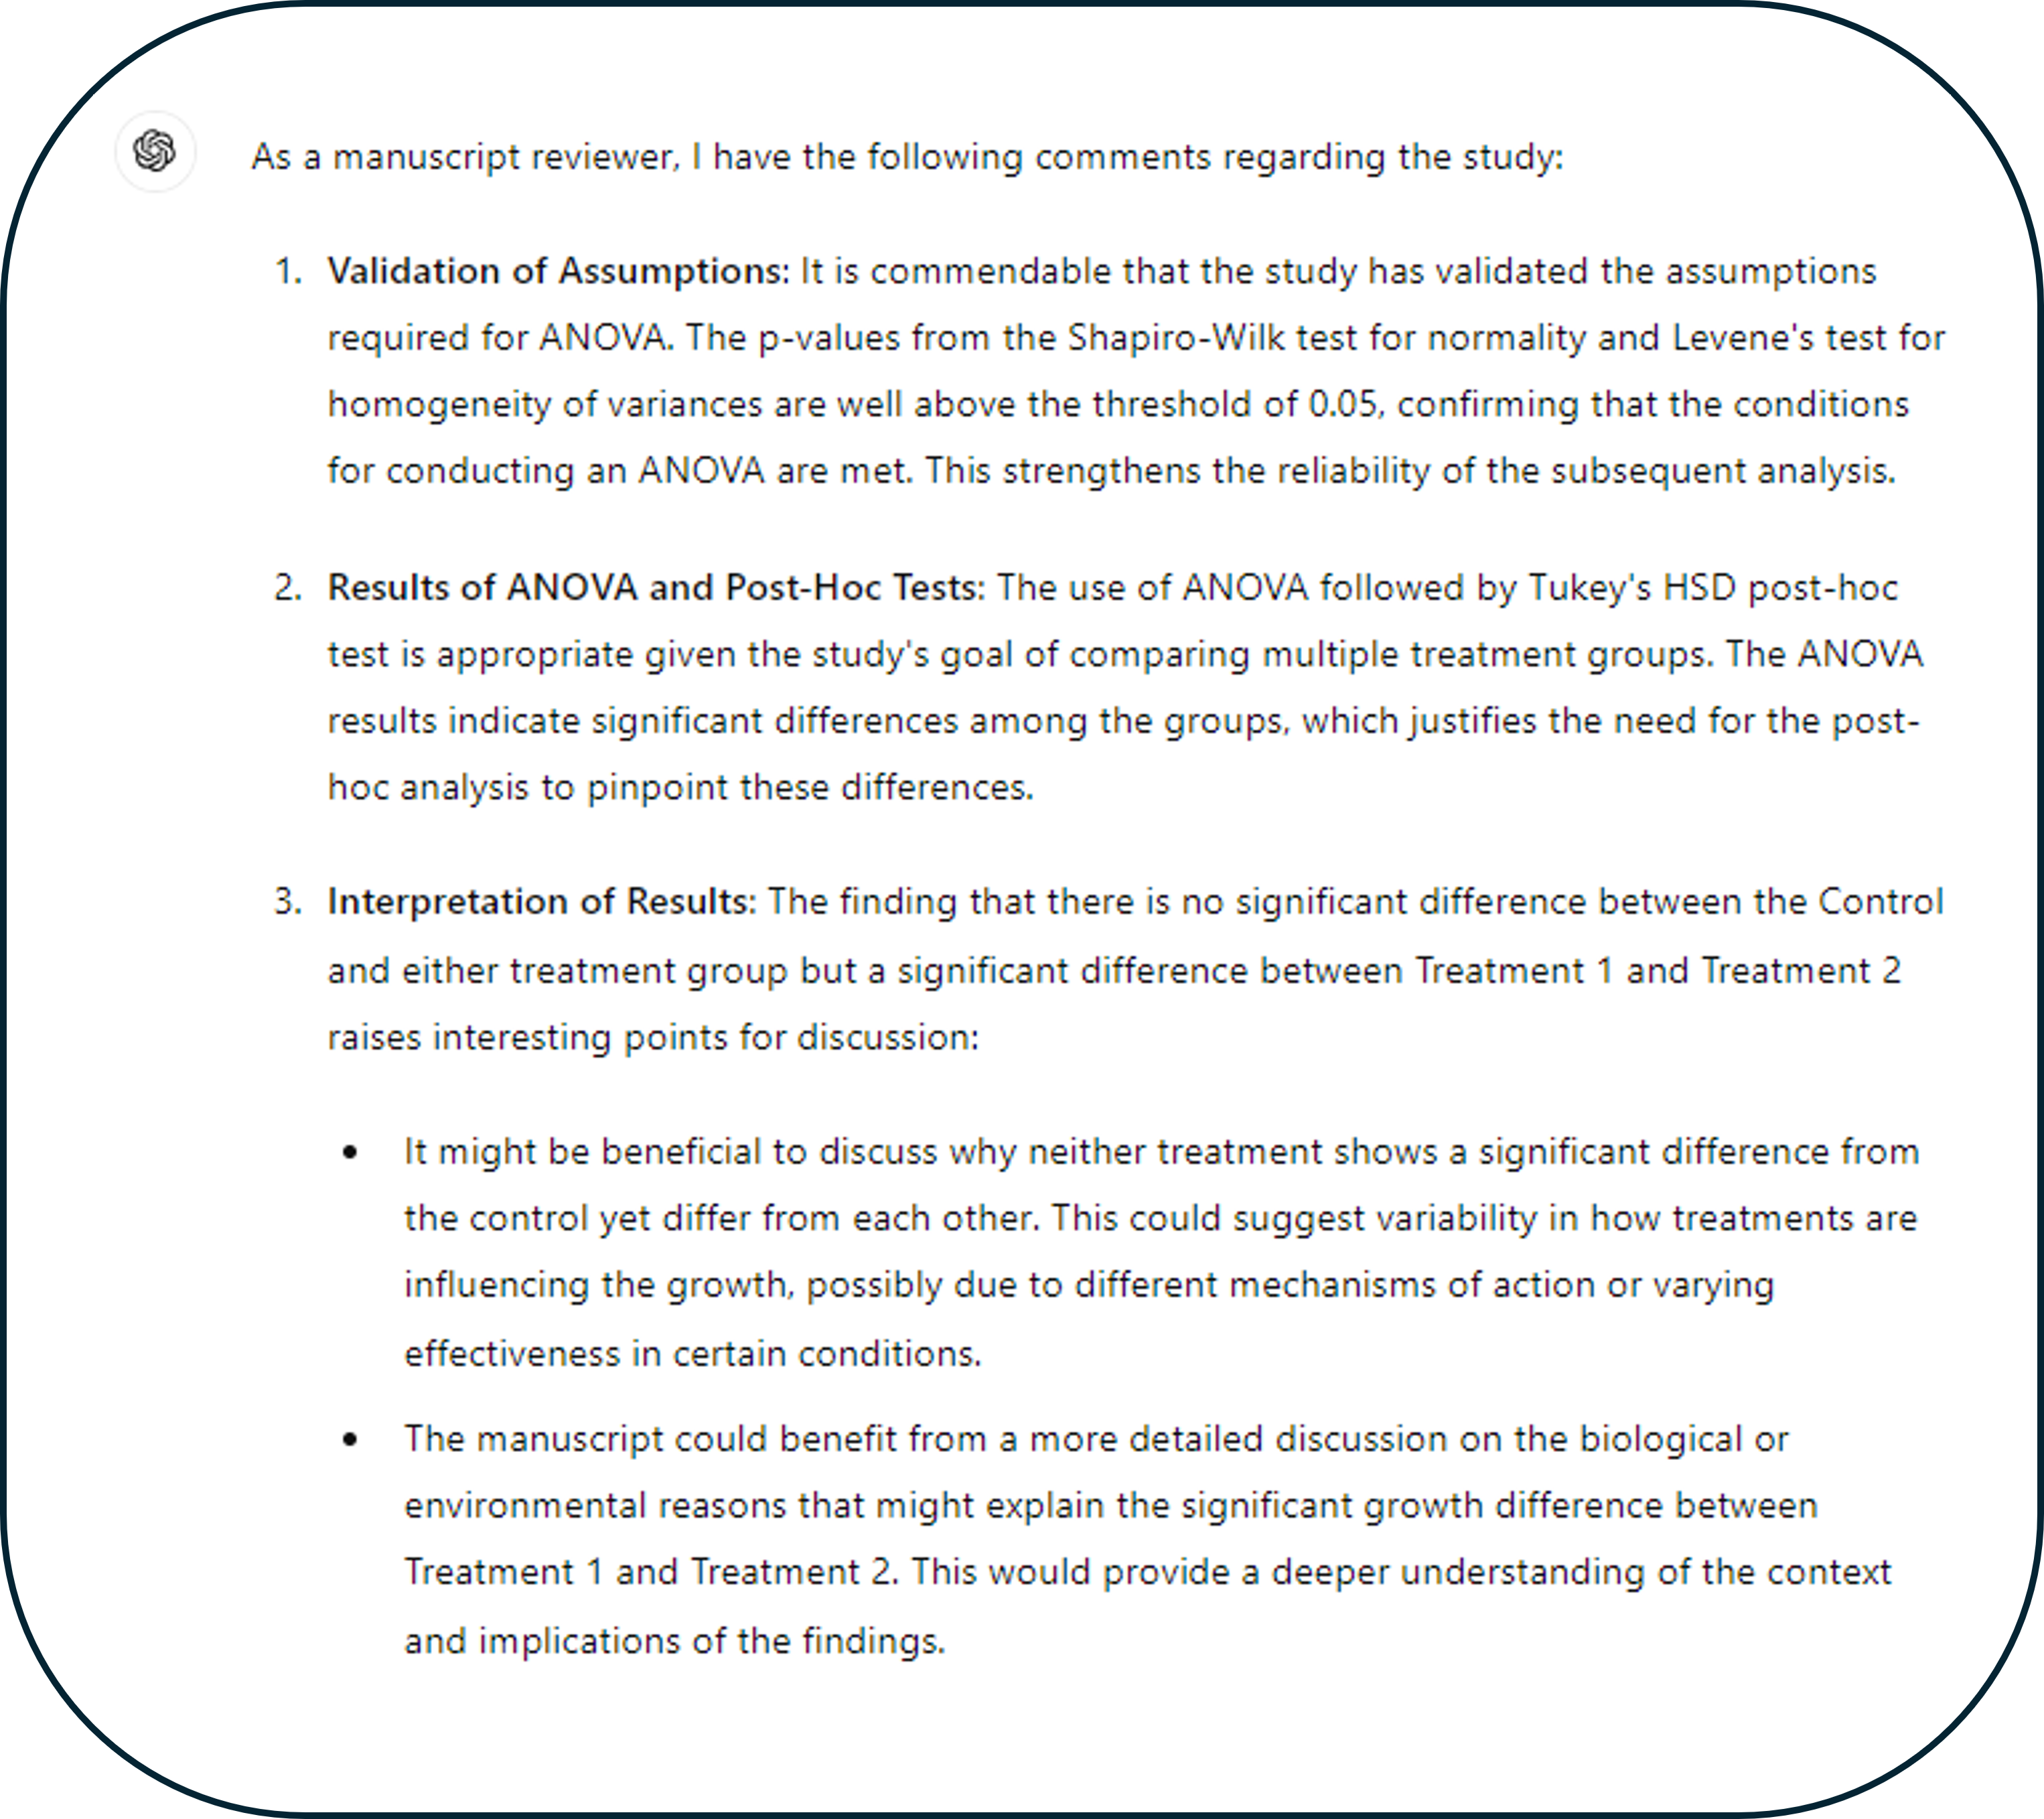 As a manuscript reviewer, I have the following comments regarding the study:
1. Validation of Assumptions: It is commendable that the study has validated the assumptions
required for ANOVA. The p-values from the Shapiro-Wilk test for normality and Levene's test for
homogeneity of variances are well above the threshold of 0.05, confirming that the conditions
for conducting an ANOVA are met. This strengthens the reliability of the subsequent analysis.
2. Results of ANOVA and Post-Hoc Tests: The use of ANOVA followed by Tukey's HSD post-hoc
test is appropriate given the study's goal of comparing multiple treatment groups. The ANOVA
results indicate significant differences among the groups, which justifies the need for the post-
hoc analysis to pinpoint these differences.
3. Interpretation of Results: The finding that there is no significant difference between the Control
and either treatment group but a significant difference between Treatment 1 and Treatment 2
raises interesting points for discussion:
• It might be beneficial to discuss why neither treatment shows a significant difference from
the control yet differ from each other. This could suggest variability in how treatments are
influencing the growth, possibly due to different mechanisms of action or varying
effectiveness in certain conditions.
• The manuscript could benefit from a more detailed discussion on the biological or
environmental reasons that might explain the significant growth difference between
Treatment 1 and Treatment 2. This would provide a deeper understanding of the context
and implications of the findings.